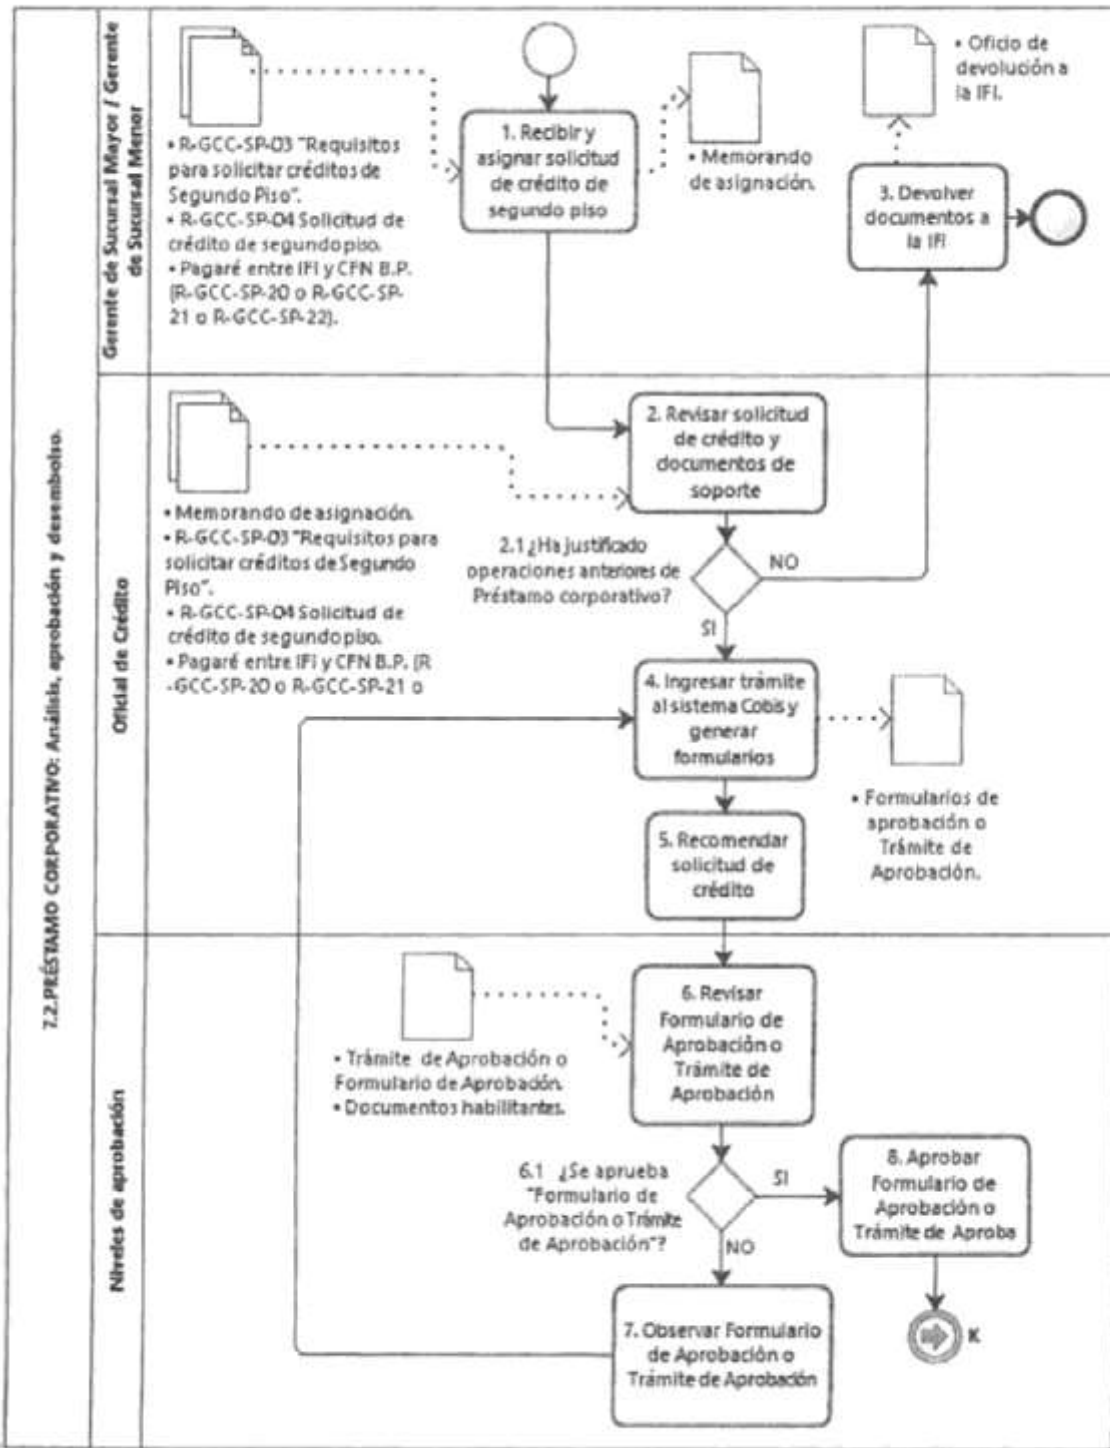 7.2.PRÉSTAMO CORPORATIVO: Análisis, aprobación y desembolso.
Gerente de Sucursal Mayor / Gerente
de Sucursal Menor
• R-GCC-SP-03 "Requisitos
para solicitar créditos de
Segundo Piso".
• R-GCC-SP-04 Solicitud de
crédito de segundo piso.
• Pagaré entre IFI y CFN B.P.
(R-GCC-SP-20 o R-GCC-SP-
21 o R-GCC-SP-22).
1. Recibir y
asignar solicitud
de crédito de
segundo piso
• Memorando
de asignación.
• Oficio de
devolución a
la IFI.
3. Devolver
documentos a
la IFI
Oficial de Crédito
• Memorando de asignación.
• R-GCC-SP-03 "Requisitos para
solicitar créditos de Segundo
Piso".
• R-GCC-SP-04 Solicitud de
crédito de segundo piso.
• Pagaré entre IFI y CFN B.P. (R
-GCC-SP-20 o R-GCC-SP-21 o
2. Revisar solicitud
de crédito y
documentos de
soporte
2.1 ¿Ha justificado
operaciones anteriores de
Préstamo corporativo?
NO
SI
4. Ingresar trámite
al sistema Cobis y
generar
formularios
• Formularios de
aprobación o
Trámite de
Aprobación.
5. Recomendar
solicitud de
crédito
Niveles de aprobación
• Trámite de Aprobación o
Formulario de Aprobación.
• Documentos habilitantes.
6. Revisar
Formulario de
Aprobación o
Trámite de
Aprobación
6.1 ¿Se aprueba
"Formulario de
Aprobación o Trámite
de Aprobación"?
SI
NO
8. Aprobar
Formulario de
Aprobación o
Trámite de Aproba
7. Observar Formulario
de Aprobación o
Trámite de Aprobación
K